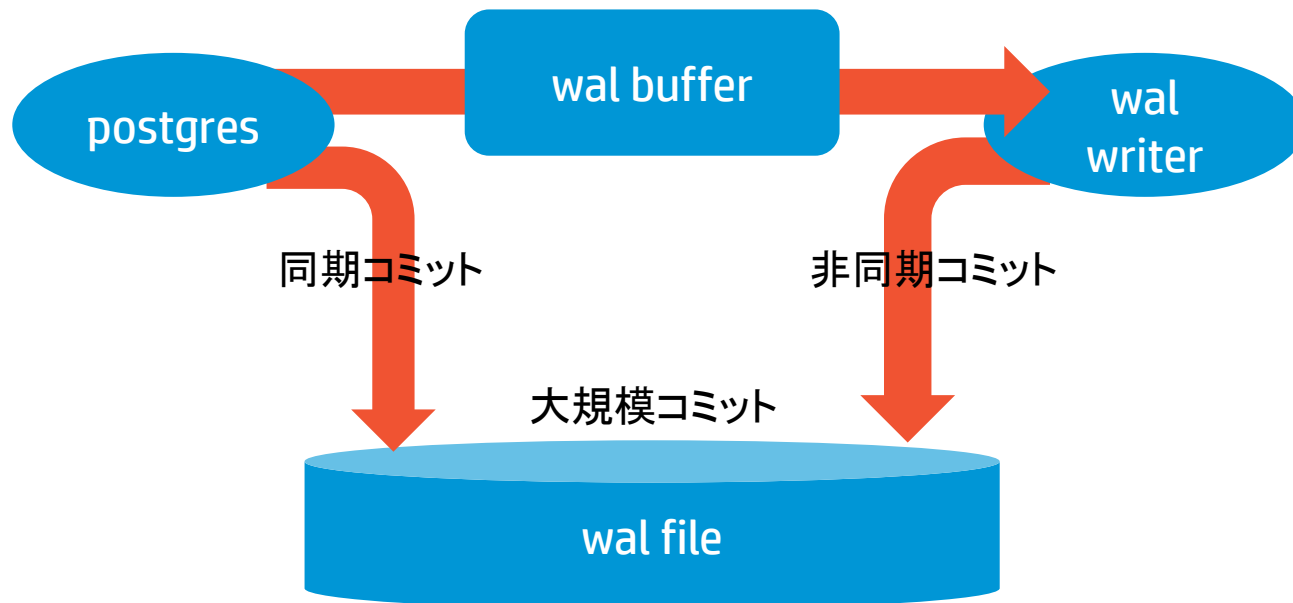 wal buffer
postgres
wal
writer
同期コミット
非同期コミット
大規模コミット
wal file